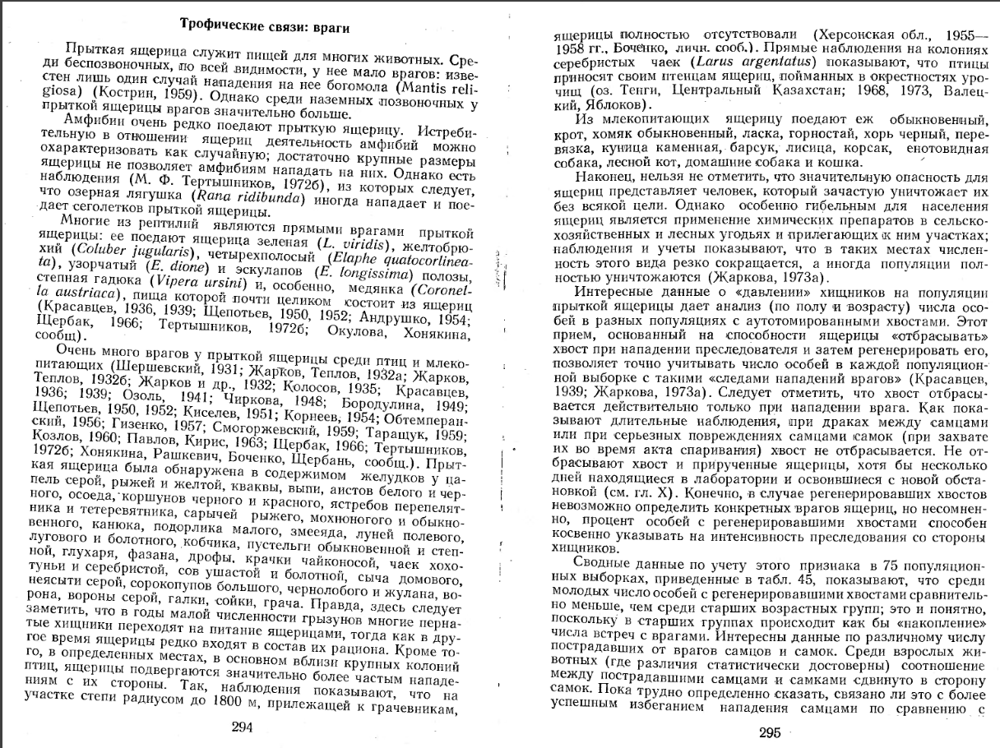 Трофические связи: враги
Прыткая ящерица служит пищей для многих животных. Сре-
ди беспозвоночных, по всей видимости, у нее мало врагов: изве-
стен лишь один случай нападения на нее богомола (Mantis reli-
giosa) (Кострин, 1959). Однако среди наземных позвоночных у
прыткой ящерицы врагов значительно больше.
Амфибии очень редко поедают прыткую ящерицу. Истреби-
тельную в отношении ящериц деятельность амфибий можно
охарактеризовать как случайную; достаточно крупные размеры
ящерицы не позволяет амфибиям нападать на них. Однако есть
наблюдения (М. Ф. Тертышников, 1972б), из которых следует,
что озерная лягушка (Rana ridibunda) иногда нападает и пое-
дает сеголетков прыткой ящерицы.
Многие из рептилий являются прямыми врагами прыткой
ящерицы: ее поедают ящерица зеленая (L. viridis), желтобрю-
хий (Coluber jugularis), четырехполосый (Elaphe quatocorlinea-
ta), узорчатый (E. dione) и эскулапов (E. longissima) полозы,
степная гадюка (Vipera ursini) и, особенно, медянка (Coronel-
la austriaca), пища которой почти целиком состоит из ящериц
(Красавцев, 1936, 1939; Щепотьев, 1950, 1952; Андрушко, 1954;
Щербак, 1966; Тертышников, 1972б; Окулова, Хонякина,
сообщ).
Очень много врагов у прыткой ящерицы среди птиц и млеко-
питающих (Шершевский, 1931; Жарков, Теплов, 1932а; Жарков,
Теплов, 1932б; Жарков и др., 1932; Колосов, 1935; Красавцев,
1936; 1939; Озоль, 1941; Чиркова, 1948; Бородулина, 1949;
Щепотьев, 1950, 1952; Киселев, 1951; Корнеев, 1954; Обтемперан-
ский, 1956; Гизенко, 1957; Смогоржевский, 1959; Таращук, 1959;
Козлов, 1960; Павлов, Кирис, 1963; Щербак, 1966; Тертышников,
1972б; Хонякина, Рашкевич, Боченко, Щербань, сообщ.). Прыт-
кая ящерица была обнаружена в содержимом желудков у ца-
пель серой, рыжей и желтой, кваквы, выпи, аистов белого и чер-
ного, осоеда, коршунов черного и красного, ястребов перепелят-
ника и тетеревятника, сарычей рыжего, мохноногого и обыкно-
венного, канюка, подорлика малого, змееяда, луней полевого,
лугового и болотного, кобчика, пустельги обыкновенной и степ-
ной, глухаря, фазана, дрофы, крачки чайконосой, чаек хохо-
туньи и серебристой, сов ушастой и болотной, сыча домового,
неясыти серой, сорокопутов большого, чернолобого и жулана, во-
рона, вороны серой, галки, сойки, грача. Правда, здесь следует
заметить, что в годы малой численности грызунов многие перна-
тые хищники переходят на питание ящерицами, тогда как в дру-
гое время ящерицы редко входят в состав их рациона. Кроме то-
го, в определенных местах, в основном вблизи крупных колоний
птиц, ящерицы подвергаются значительно более частым нападе-
ниям с их стороны. Так, наблюдения показывают, что на
участке степи радиусом до 1800 м, прилежащей к грачевникам,
294
ящерицы полностью отсутствовали (Херсонская обл., 1955—
1958 гг., Боченко, личн. сооб.). Прямые наблюдения на колониях
серебристых чаек (Larus argentatus) показывают, что птицы
приносят своим птенцам ящериц, пойманных в окрестностях уро-
чищ (оз. Тенги, Центральный Казахстан; 1968, 1973, Валец-
кий, Яблоков).
Из млекопитающих ящерицу поедают еж обыкновенный,
крот, хомяк обыкновенный, ласка, горностай, хорь черный, пере-
вязка, куница каменная, барсук, лисица, корсак, енотовидная
собака, лесной кот, домашние собака и кошка.
Наконец, нельзя не отметить, что значительную опасность для
ящериц представляет человек, который зачастую уничтожает их
без всякой цели. Однако особенно гибельным для населения
ящериц является применение химических препаратов в сельско-
хозяйственных и лесных угодьях и прилегающих к ним участках;
наблюдения и учеты показывают, что в таких местах числен-
ность этого вида резко сокращается, а иногда популяции пол-
ностью уничтожаются (Жаркова, 1973а).
Интересные данные о «давлении» хищников на популяции
прыткой ящерицы дает анализ (по полу и возрасту) числа осо-
бей в разных популяциях с аутотомированными хвостами. Этот
прием, основанный на способности ящерицы «отбрасывать»
хвост при нападении преследователя и затем регенерировать его,
позволяет точно учитывать число особей в каждой популяцион-
ной выборке с такими «следами нападений врагов» (Красавцев,
1939; Жаркова, 1973а). Следует отметить, что хвост отбрасы-
вается действительно только при нападении врага. Как пока-
зывают длительные наблюдения, при драках между самцами
или при серьезных повреждениях самцами самок (при захвате
их во время акта спаривания) хвост не отбрасывается. Не от-
брасывают хвост и прирученные ящерицы, хотя бы несколько
дней находящиеся в лаборатории и освоившиеся с новой обста-
новкой (см. гл. X). Конечно, в случае регенерировавших хвостов
невозможно определить конкретных врагов ящериц, но несомнен-
но, процент особей с регенерировавшими хвостами способен
косвенно указывать на интенсивность преследования со стороны
хищников.
Сводные данные по учету этого признака в 75 популяцион-
ных выборках, приведенные в табл. 45, показывают, что среди
молодых число особей с регенерировавшими хвостами сравнитель-
но меньше, чем среди старших возрастных групп; это и понятно,
поскольку в старших группах происходит как бы «накопление»
числа встреч с врагами. Интересны данные по различному числу
пострадавших от врагов самцов и самок. Среди взрослых жи-
вотных (где различия статистически достоверны) соотношение
между пострадавшими самцами и самками сдвинуто в сторону
самок. Пока трудно определенно сказать, связано ли это с более
успешным избеганием нападения самцами по сравнению с
295